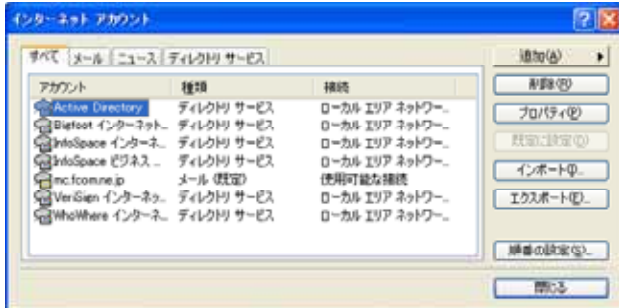 インターネット アカウント
すべて メール ニュース ディレクトリ サービス
アカウント 種類 接続
Active Directory ディレクトリ サービス ローカル エリア ネットワー...
Bigfoot インターネット... ディレクトリ サービス ローカル エリア ネットワー...
InfoSpace インターネ... ディレクトリ サービス ローカル エリア ネットワー...
InfoSpace ビジネス ... ディレクトリ サービス ローカル エリア ネットワー...
mc.fcom.ne.jp メール (既定) 使用可能な接続
VeriSign インターネッ... ディレクトリ サービス ローカル エリア ネットワー...
WhoWhere インターネ... ディレクトリ サービス ローカル エリア ネットワー...
追加(A)
削除(R)
プロパティ(P)
既定に設定(D)
インポート(I)...
エクスポート(E)...
順番の設定(S)...
閉じる